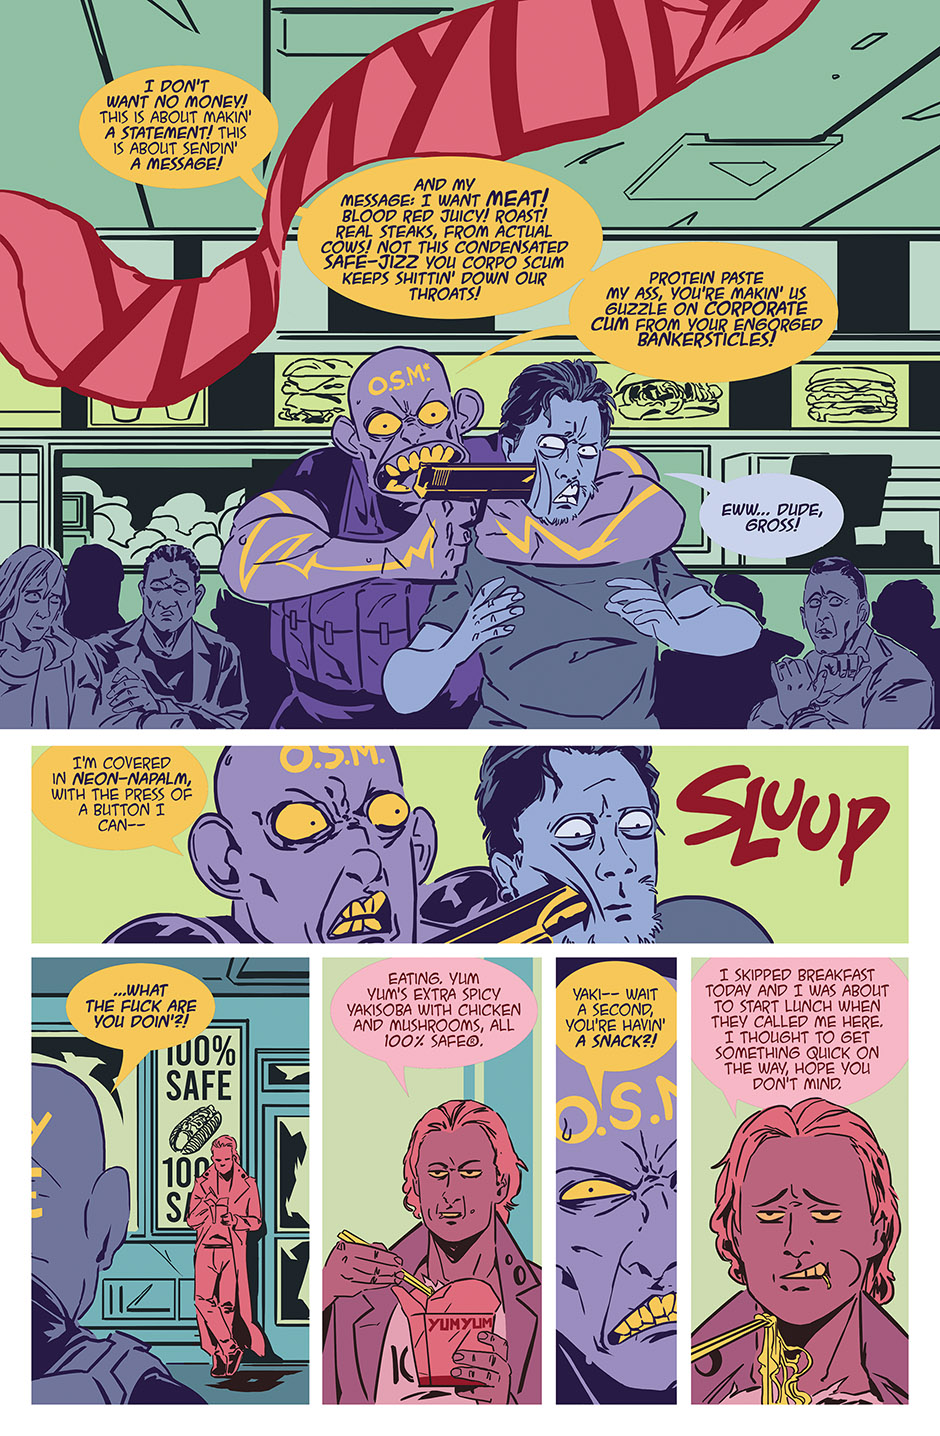 I DON'T
WANT NO MONEY!
THIS IS ABOUT MAKIN'
A STATEMENT! THIS
IS ABOUT SENDIN'
A MESSAGE!
AND MY
MESSAGE: I WANT MEAT!
BLOOD RED JUICY! ROAST!
REAL STEAKS, FROM ACTUAL
COWS! NOT THIS CONDENSATED
SAFE-JIZZ YOU CORPO SCUM
KEEPS SHITTIN' DOWN OUR
THROATS!
PROTEIN PASTE
MY ASS, YOU'RE MAKIN' US
GUZZLE ON CORPORATE
CUM FROM YOUR ENGORGED
BANKERSTICLES!
O.S.M.*
EWW... DUDE,
GROSS!
I'M COVERED
IN NEON-NAPALM,
WITH THE PRESS OF
A BUTTON I
CAN--
O.S.M.
SLUUP
...WHAT
THE FUCK ARE
YOU DOIN'?!
100%
SAFE
100
SA
EATING. YUM
YUM'S EXTRA SPICY
YAKISOBA WITH CHICKEN
AND MUSHROOMS, ALL
100% SAFE®.
YUMYUM
YAKI-- WAIT
A SECOND,
YOU'RE HAVIN'
A SNACK?!
O.S.M
I SKIPPED BREAKFAST
TODAY AND I WAS ABOUT
TO START LUNCH WHEN
THEY CALLED ME HERE.
I THOUGHT TO GET
SOMETHING QUICK ON
THE WAY, HOPE YOU
DON'T MIND.